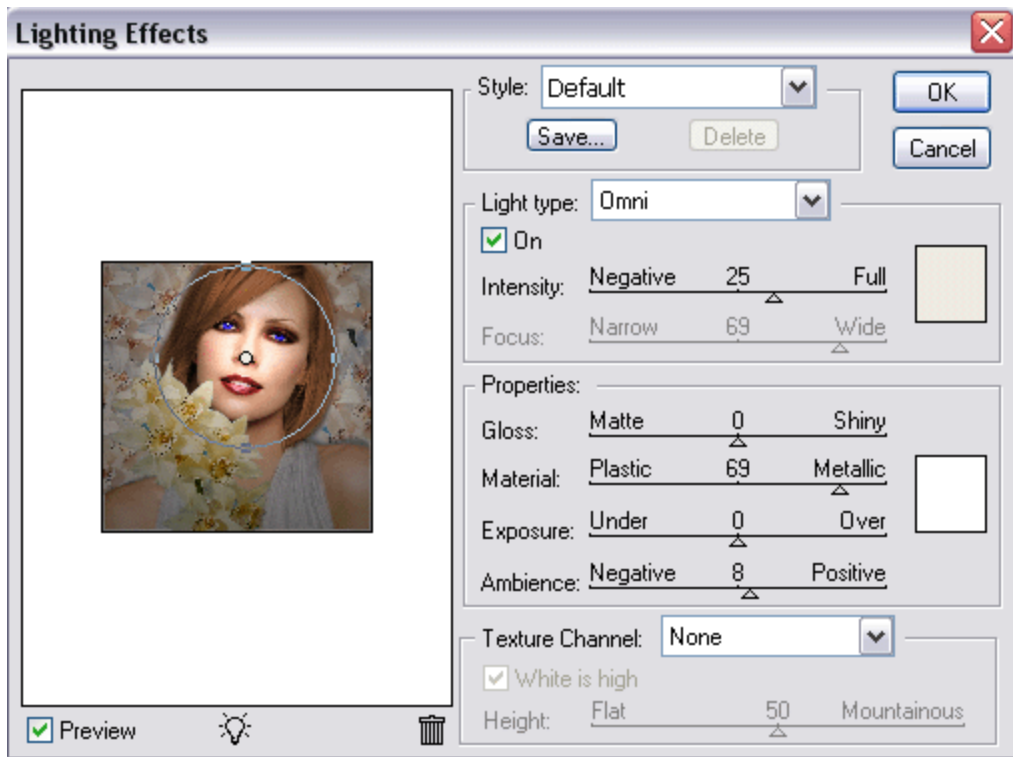 Lighting Effects
Style: Default
OK
Save... Delete
Cancel
Light type: Omni
On
Intensity: Negative 25 Full
Focus: Narrow 69 Wide
Properties:
Gloss: Matte 0 Shiny
Material: Plastic 69 Metallic
Exposure: Under 0 Over
Ambience: Negative 8 Positive
Texture Channel: None
White is high
Height: Flat 50 Mountainous
Preview